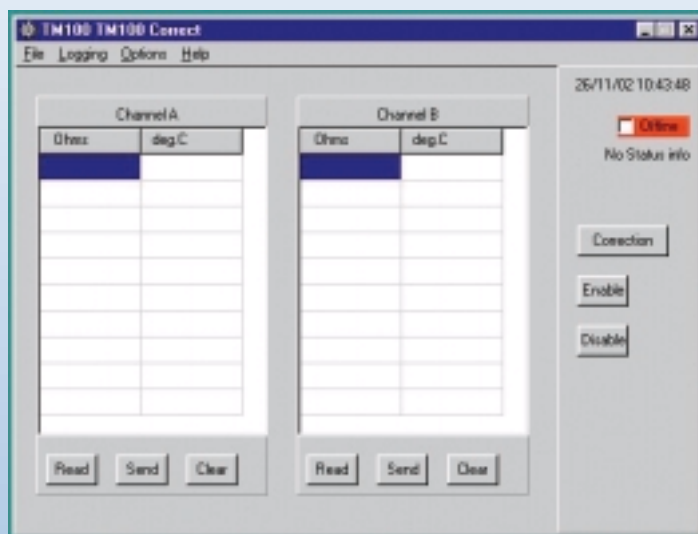 TM100 TM100 Correct
File Logging Options Help
26/11/02 10:43:48
Offline
No Status info
Channel A
Ohms deg.C
Read Send Clear
Channel B
Ohms deg.C
Read Send Clear
Correction
Enable
Disable